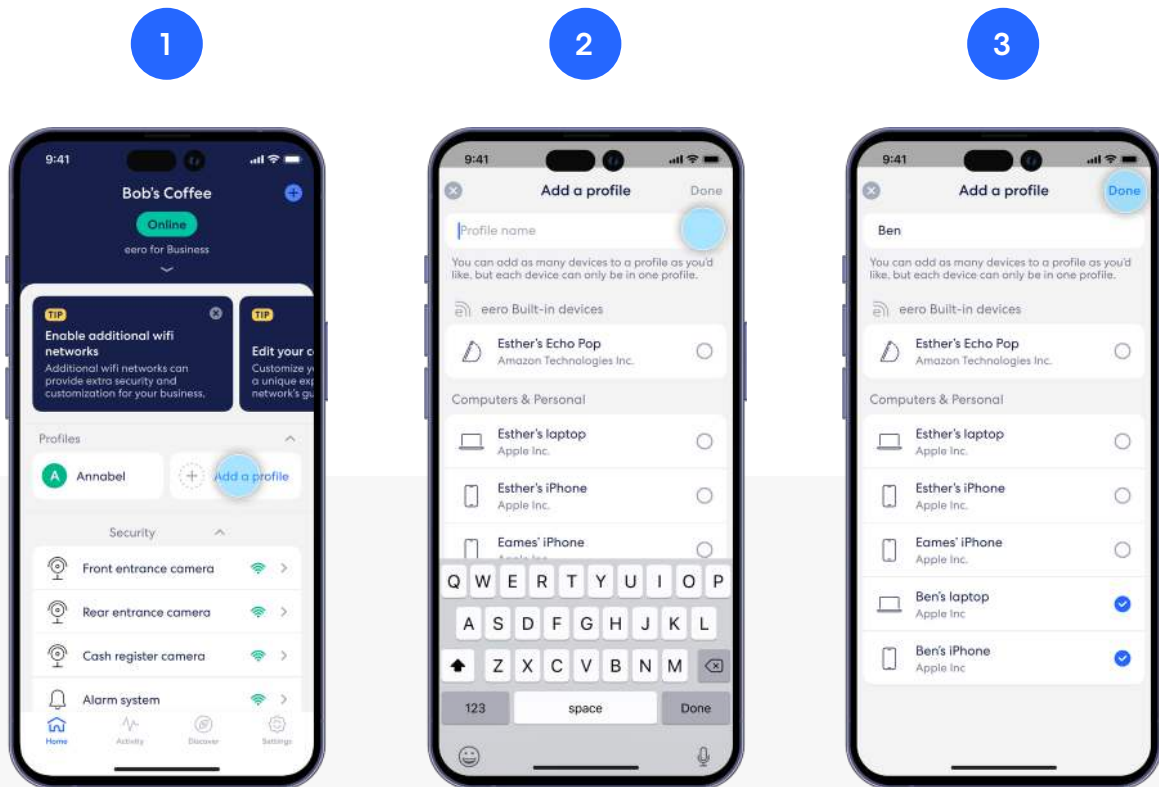 1
2
3
9:41
Bob's Coffee
Online
eero for Business
TIP
Enable additional wifi
networks
Additional wifi networks can
provide extra security and
customization for your business.
TIP
Edit your
Customize
a unique
network's
Profiles
A
Annabel
Add a profile
Security
Front entrance camera
Rear entrance camera
Cash register camera
Alarm system
Home
Activity
Discover
Settings
9:41
Add a profile
Done
Profile name
You can add as many devices to a profile as you'd
like, but each device can only be in one profile.
eero Built-in devices
Esther's Echo Pop
Amazon Technologies Inc.
Computers & Personal
Esther's laptop
Apple Inc.
Esther's iPhone
Apple Inc.
Eames' iPhone
Q W E R T Y U I O P
A S D F G H J K L
Z X C V B N M
123
space
Done
9:41
Add a profile
Done
Ben
You can add as many devices to a profile as you'd
like, but each device can only be in one profile.
eero Built-in devices
Esther's Echo Pop
Amazon Technologies Inc.
Computers & Personal
Esther's laptop
Apple Inc.
Esther's iPhone
Apple Inc.
Eames' iPhone
Apple Inc.
Ben's laptop
Apple Inc
Ben's iPhone
Apple Inc